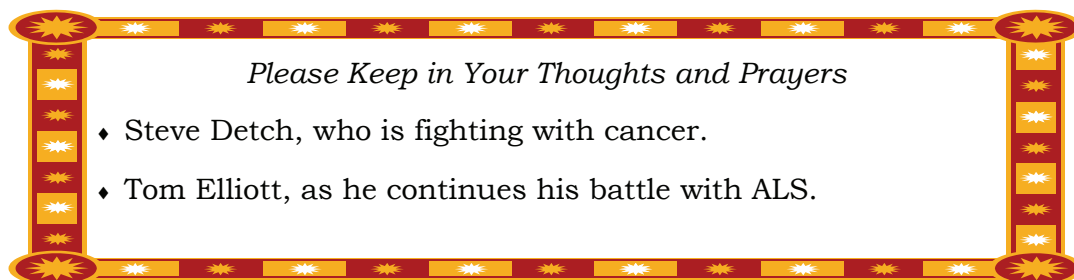 Please Keep in Your Thoughts and Prayers
♦ Steve Detch, who is fighting with cancer.
♦ Tom Elliott, as he continues his battle with ALS.